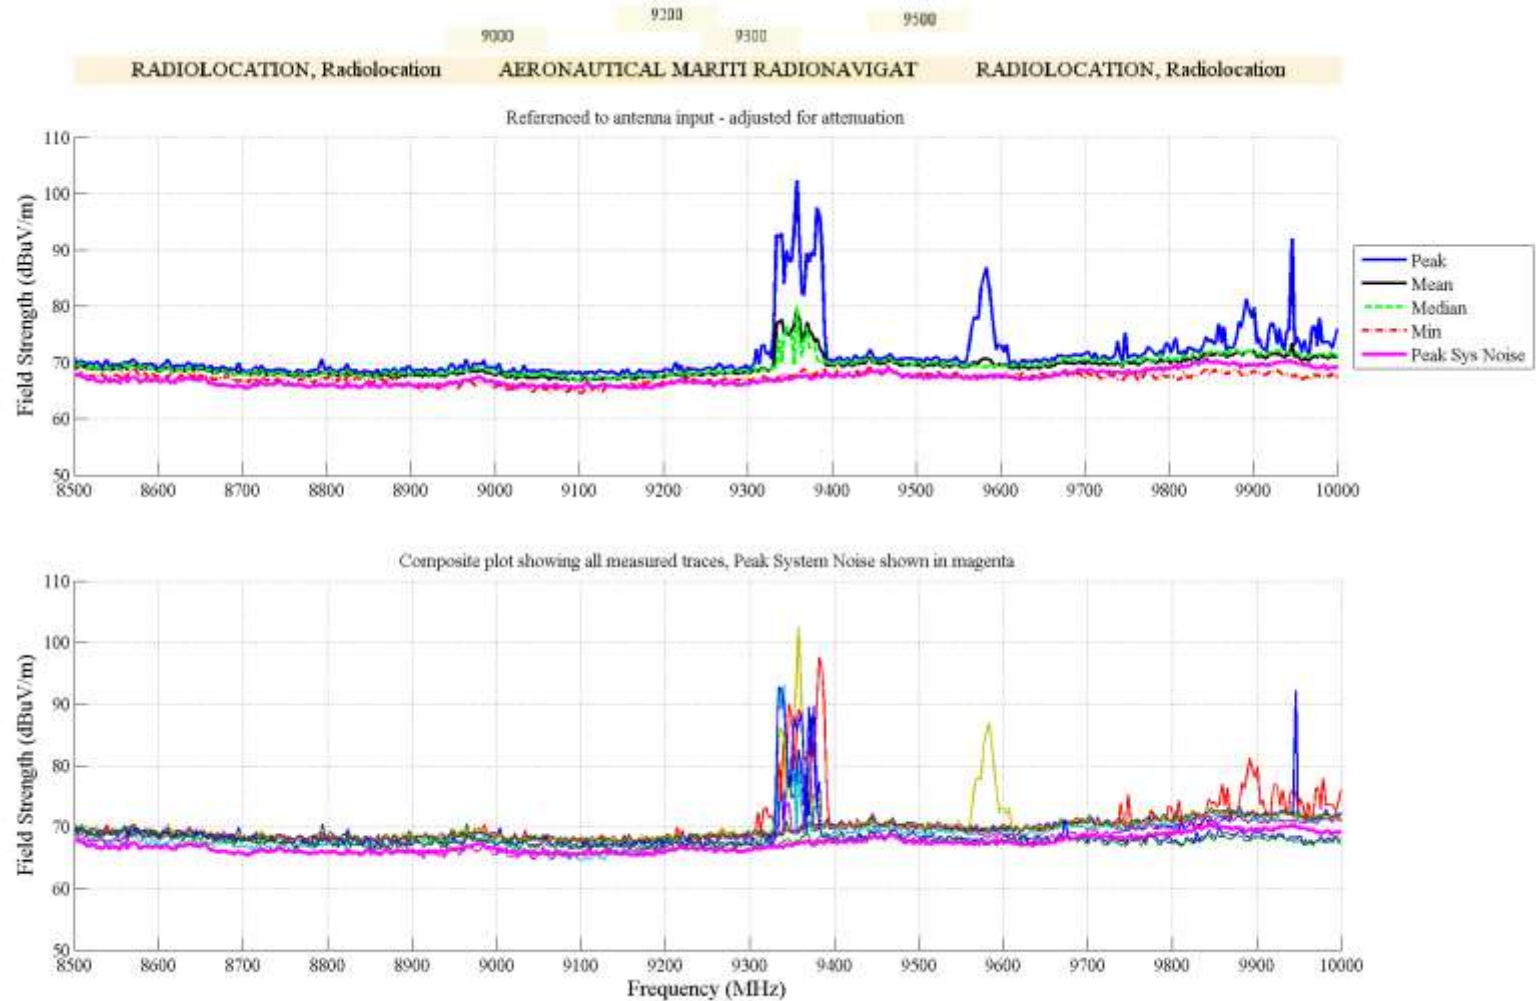 9200 9500
9000 9300
RADIOLOCATION, Radiolocation AERONAUTICAL MARITI RADIONAVIGAT RADIOLOCATION, Radiolocation
Referenced to antenna input - adjusted for attenuation
110
100
90
80
70
60
50
Field Strength (dBuV/m)
8500 8600 8700 8800 8900 9000 9100 9200 9300 9400 9500 9600 9700 9800 9900 10000
Peak
Mean
Median
Min
Peak Sys Noise
Composite plot showing all measured traces, Peak System Noise shown in magenta
110
100
90
80
70
60
50
Field Strength (dBuV/m)
8500 8600 8700 8800 8900 9000 9100 9200 9300 9400 9500 9600 9700 9800 9900 10000
Frequency (MHz)